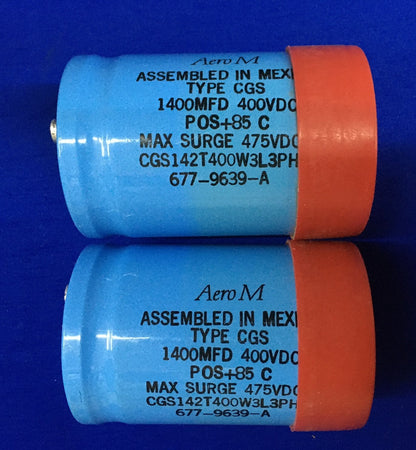 Aero M
ASSEMBLED IN MEXI
TYPE CGS
1400MFD 400VDC
POS+85 C
MAX SURGE 475VDC
CGS142T400W3L3PH
677-9639-A
Aero M
ASSEMBLED IN MEXI
TYPE CGS
1400MFD 400VDC
POS+85 C
MAX SURGE 475VDC
CGS142T400W3L3PH
677-9639-A